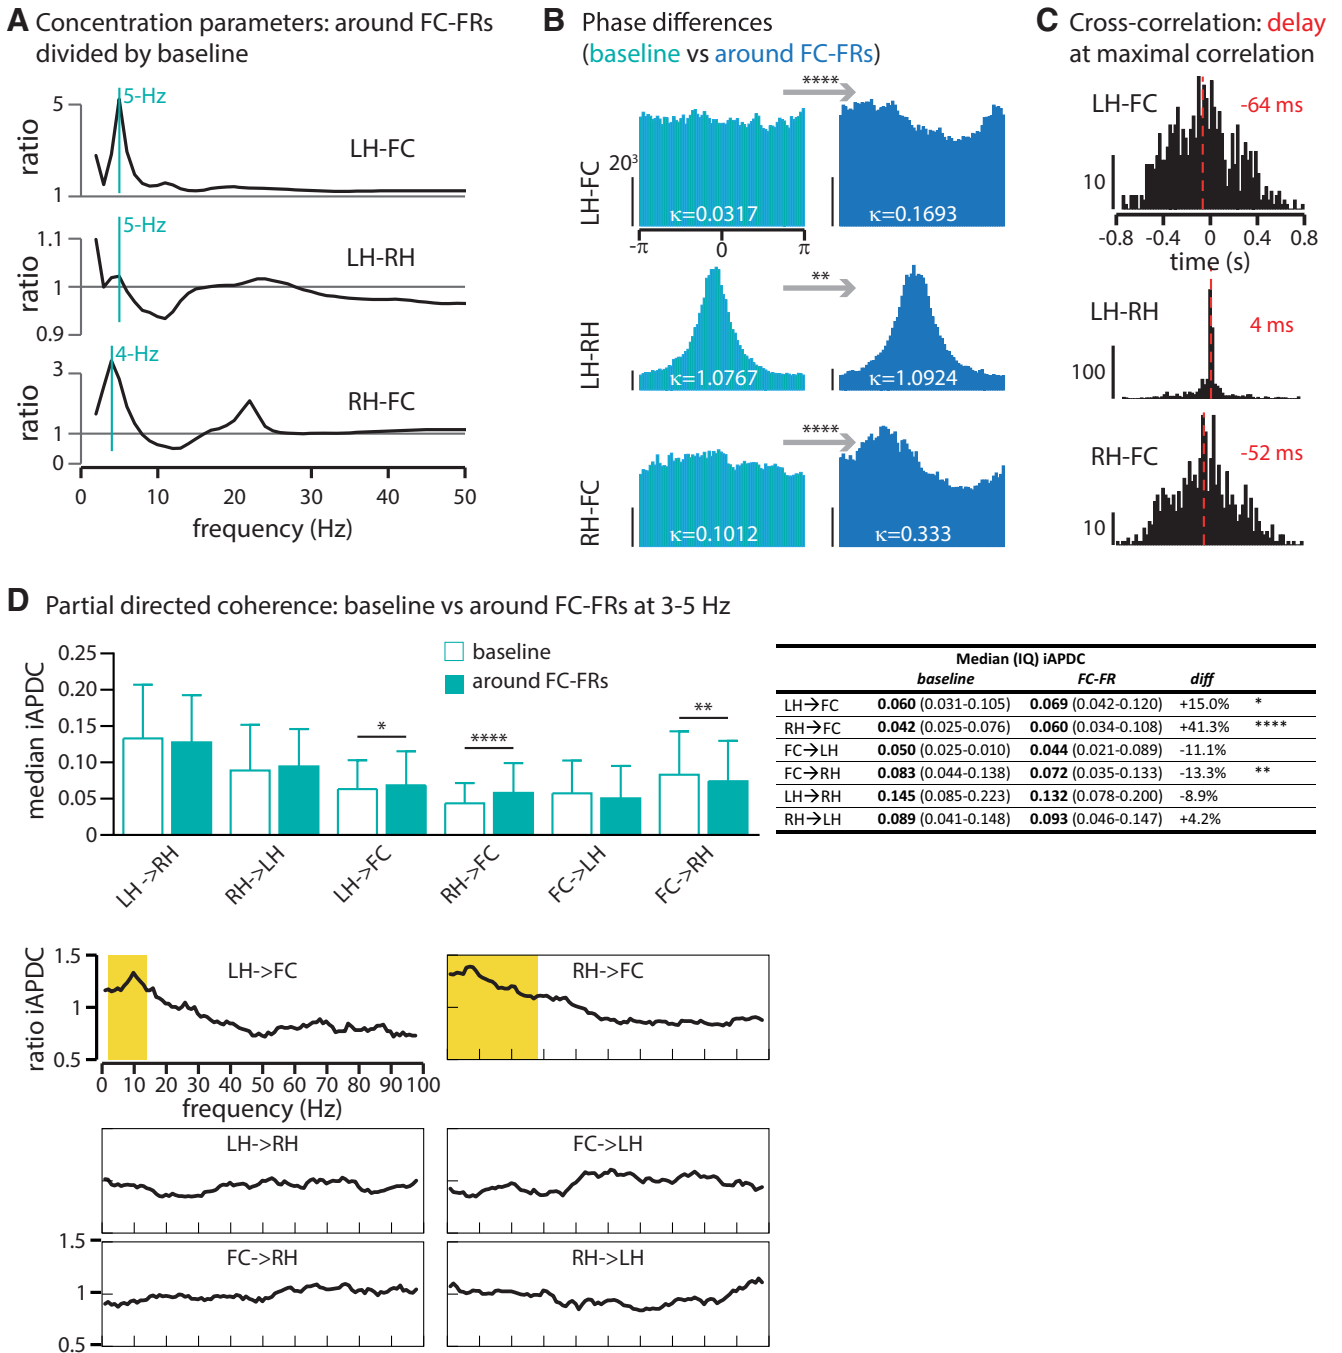 A Concentration parameters: around FC-FRs
divided by baseline
5-Hz
5
ratio
LH-FC
1
5-Hz
1.1
ratio
LH-RH
1
0.9
4-Hz
3
ratio
RH-FC
1
0
0 10 20 30 40 50
frequency (Hz)
B Phase differences
(baseline vs around FC-FRs)
****
LH-FC
20³
κ=0.0317
κ=0.1693
-π 0 π
**
LH-RH
κ=1.0767
κ=1.0924
****
RH-FC
κ=0.1012
κ=0.333
C Cross-correlation: delay
at maximal correlation
LH-FC
-64 ms
10
-0.8 -0.4 0 0.4 0.8
time (s)
LH-RH
4 ms
100
RH-FC
-52 ms
10
D Partial directed coherence: baseline vs around FC-FRs at 3-5 Hz
median iAPDC
0.25
0.20
0.15
0.10
0.05
0
baseline
around FC-FRs
*
****
**
LH ->RH
RH->LH
LH->FC
RH->FC
FC->LH
FC->RH
Median (IQ) iAPDC
baseline FC-FR diff
LH→FC 0.060 (0.031-0.105) 0.069 (0.042-0.120) +15.0% *
RH→FC 0.042 (0.025-0.076) 0.060 (0.034-0.108) +41.3% ****
FC→LH 0.050 (0.025-0.010) 0.044 (0.021-0.089) -11.1%
FC→RH 0.083 (0.044-0.138) 0.072 (0.035-0.133) -13.3% **
LH→RH 0.145 (0.085-0.223) 0.132 (0.078-0.200) -8.9%
RH→LH 0.089 (0.041-0.148) 0.093 (0.046-0.147) +4.2%
ratio iAPDC
1.5
1
0.5
LH->FC
0 10 20 30 40 50 60 70 80 90 100
frequency (Hz)
RH->FC
LH->RH
FC->LH
1.5
1
0.5
FC->RH
RH->LH